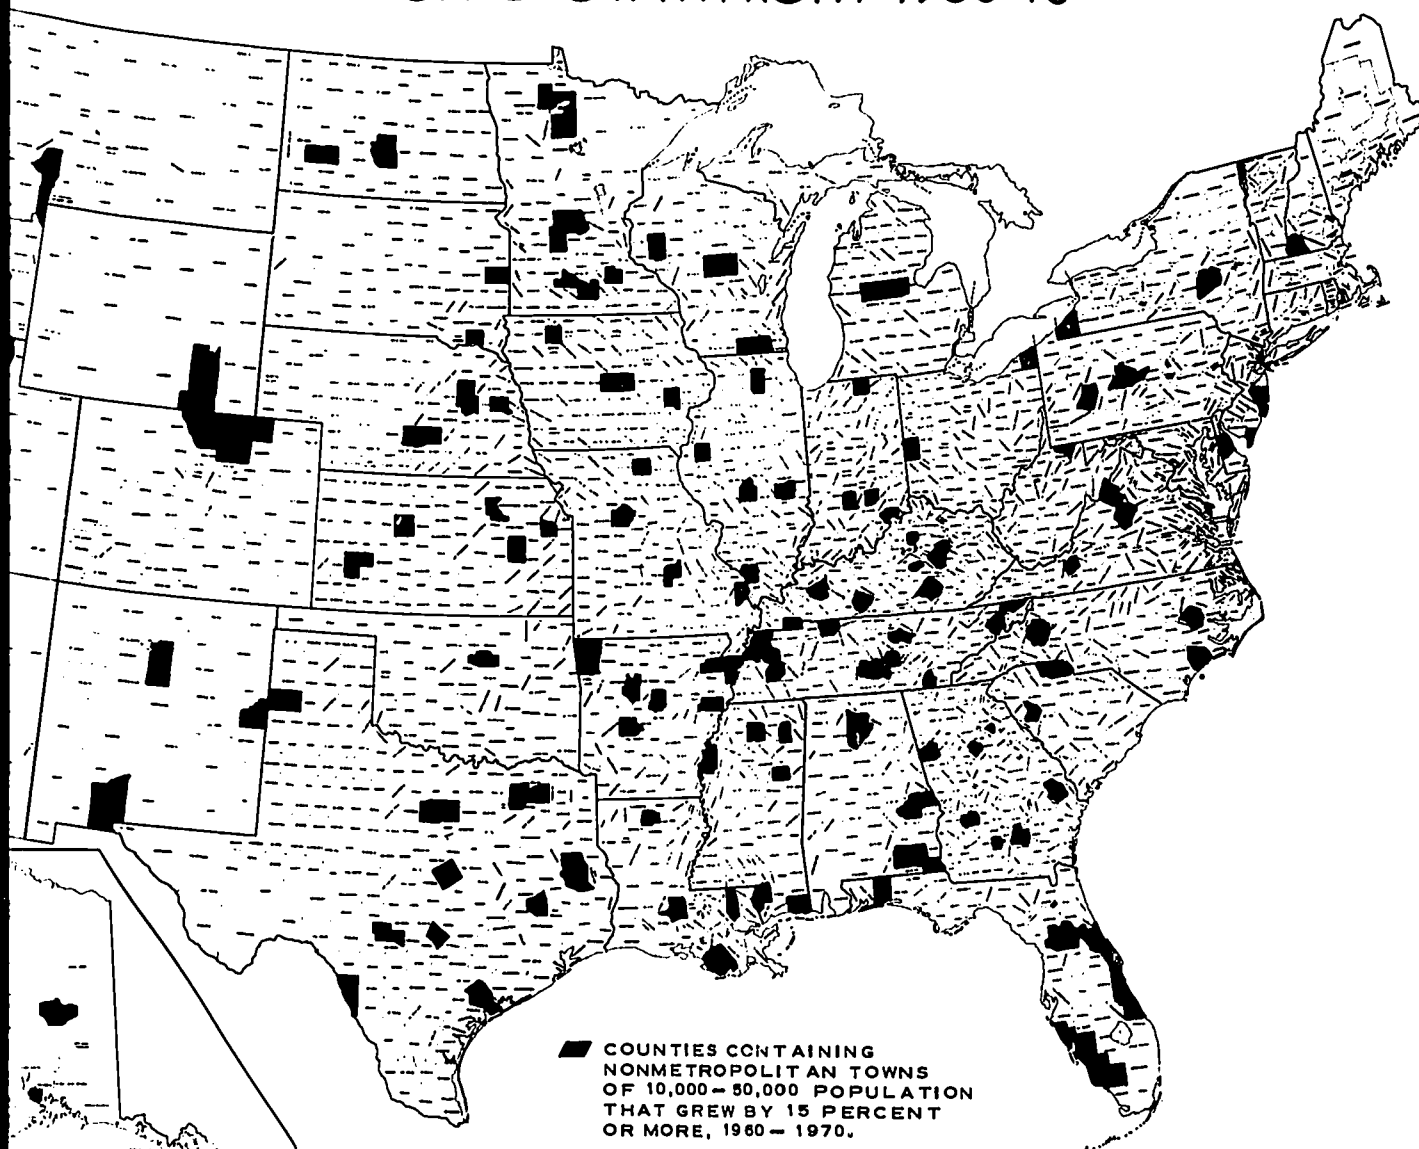 COUNTIES CONTAINING
NONMETROPOLITAN TOWNS
OF 10,000-50,000 POPULATION
THAT GREW BY 15 PERCENT
OR MORE, 1960-1970.